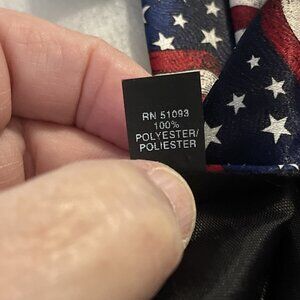 RN 51093
100%
POLYESTER/
POLIESTER